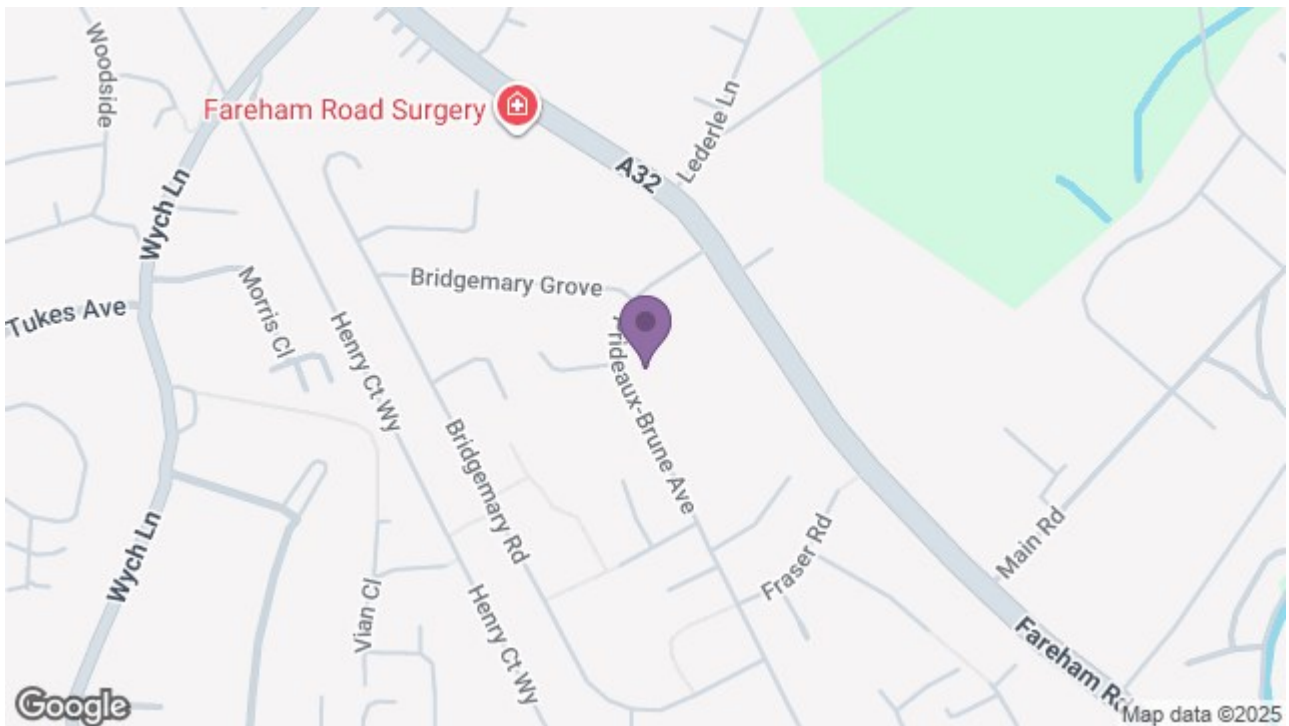 Woodside
Fareham Road Surgery
A32
Lederle Ln
Wych Ln
Bridgemary Grove
Morris Cl
Tukes Ave
Henry Ct Wy
Prideaux-Brune Ave
Bridgemary Rd
Main Rd
Fraser Rd
Wych Ln
Vian Cl
Henry Ct Wy
Fareham Rd
Google
Map data ©2025